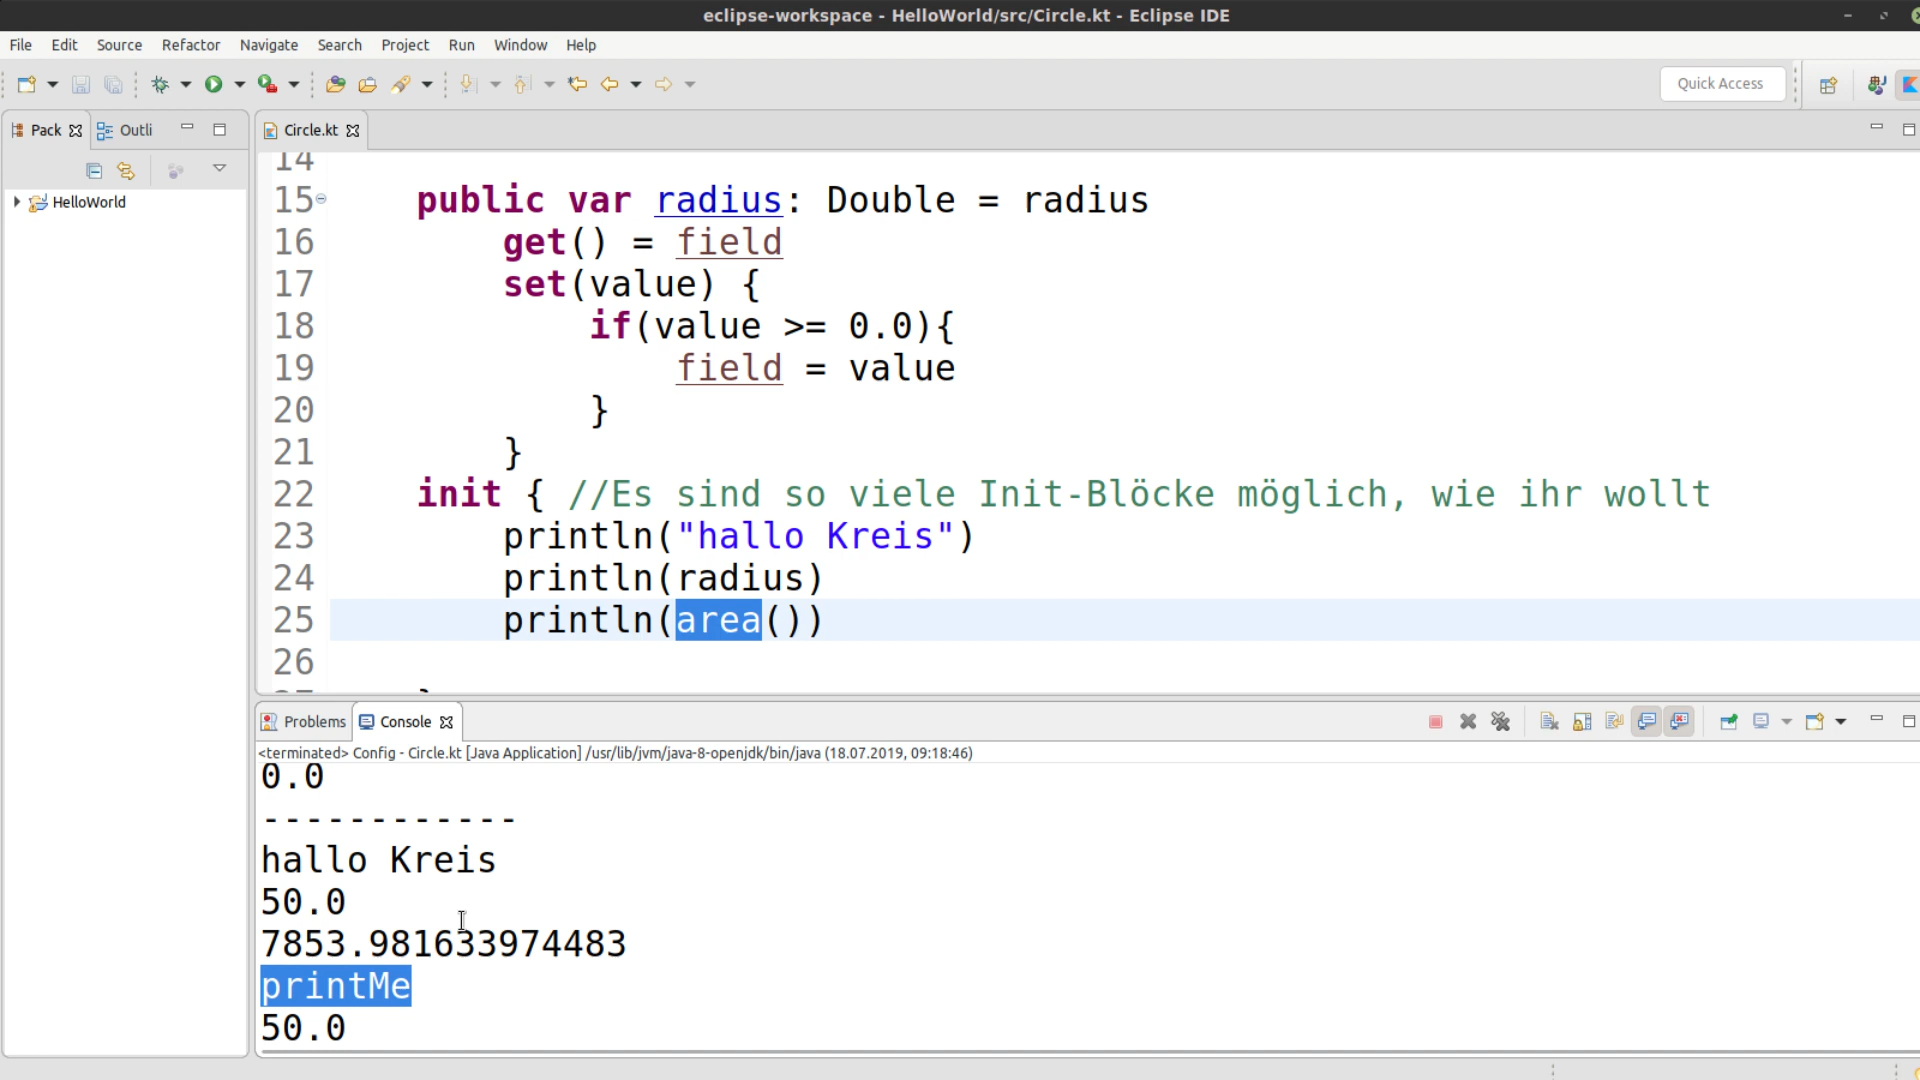 eclipse-workspace - HelloWorld/src/Circle.kt - Eclipse IDE
File Edit Source Refactor Navigate Search Project Run Window Help
Quick Access
Pack Outli
Circle.kt
HelloWorld
14
15 public var radius: Double = radius
16 get() = field
17 set(value) {
18 if(value >= 0.0){
19 field = value
20 }
21 }
22 init { //Es sind so viele Init-Blöcke möglich, wie ihr wollt
23 println("hallo Kreis")
24 println(radius)
25 println(area())
26
Problems Console
<terminated> Config - Circle.kt [Java Application] /usr/lib/jvm/java-8-openjdk/bin/java (18.07.2019, 09:18:46)
0.0
------------
hallo Kreis
50.0
7853.981633974483
printMe
50.0